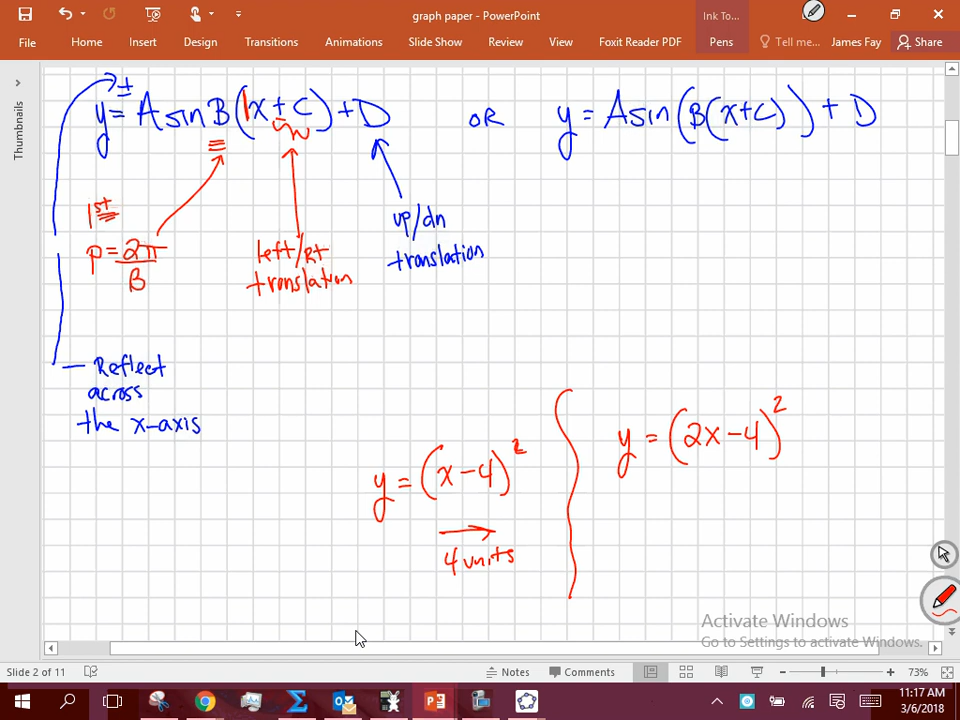 graph paper - PowerPoint
Ink To...
File
Home
Insert
Design
Transitions
Animations
Slide Show
Review
View
Foxit Reader PDF
Pens
Tell me...
James Fay
Share
Thumbnails
±
y = A sin B (1x ± C) + D OR y = A sin (B(x+C)) + D
1st
p = 2π/B
left/Rt
translation
up/dn
translation
— Reflect
across
the x-axis
y = (x-4)²
4 units
y = (2x-4)²
Activate Windows
Go to Settings to activate Windows.
Slide 2 of 11
Notes
Comments
73%
11:17 AM
3/6/2018